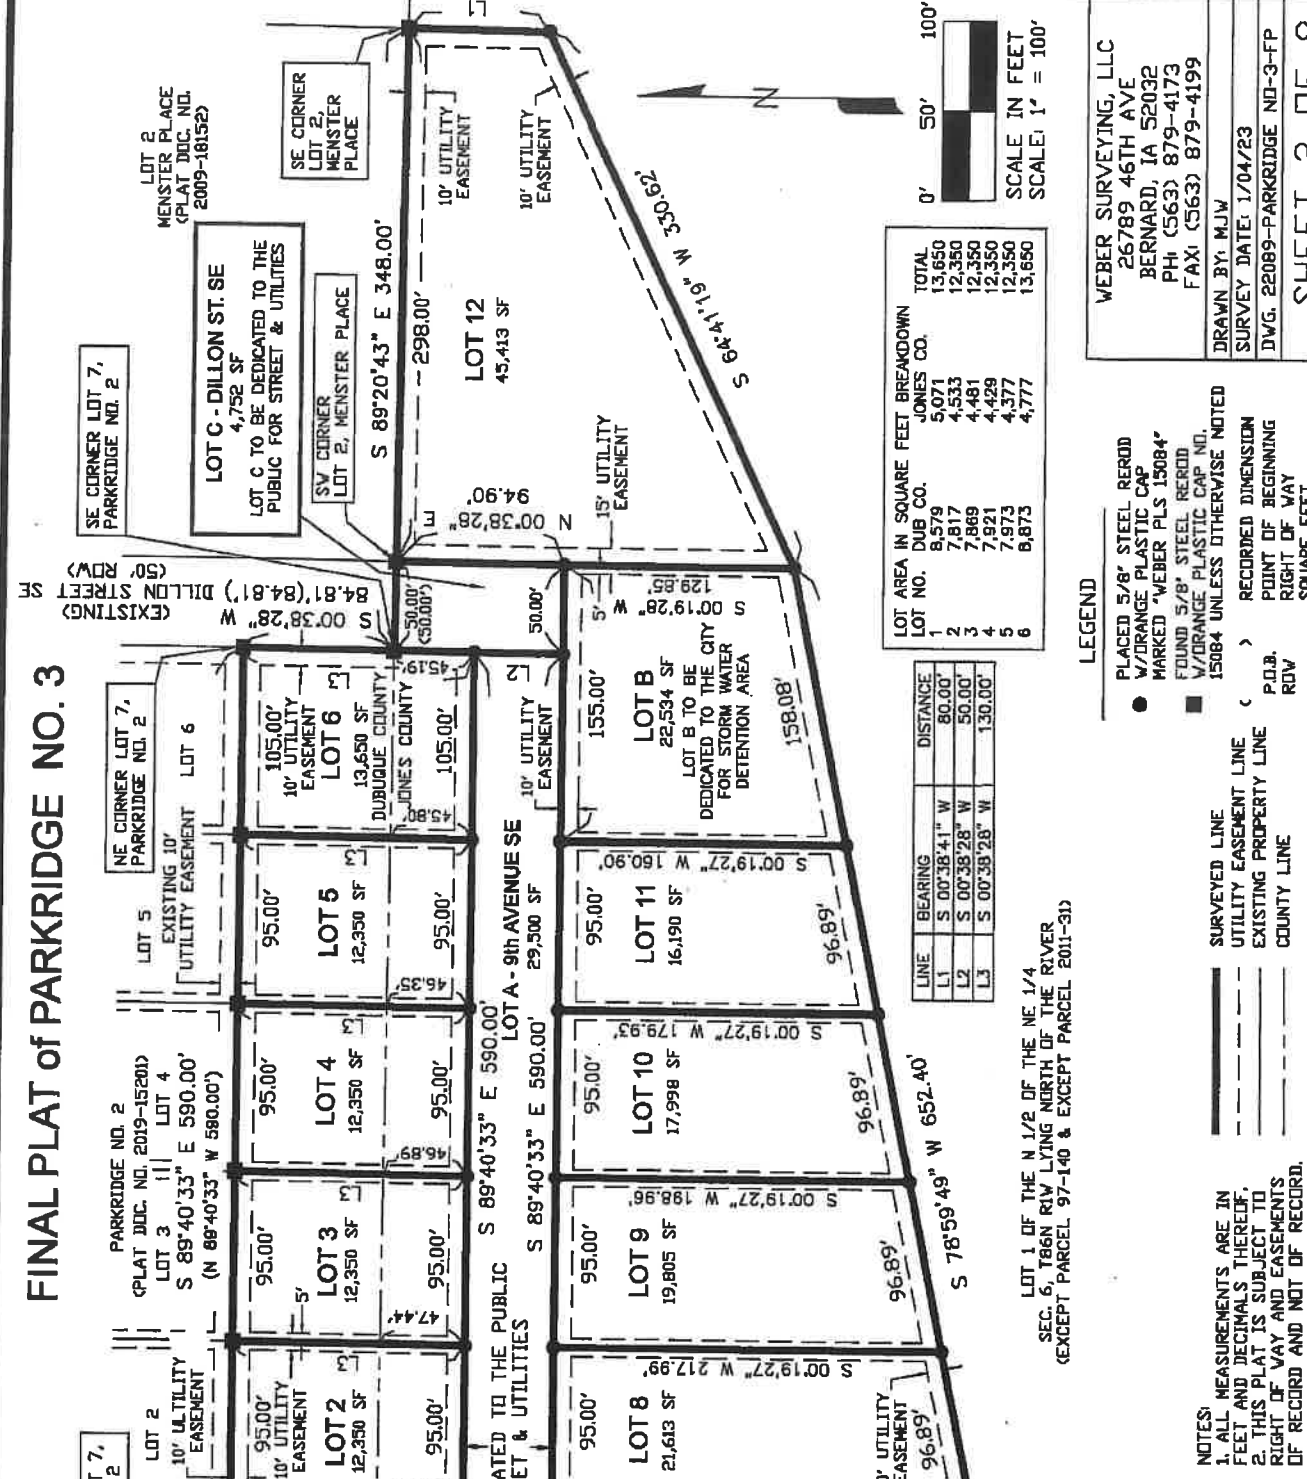 FINAL PLAT of PARKRIDGE NO. 3
PARKRIDGE NO. 2
(PLAT DOC. NO. 2019-15201)
LOT 3
LOT 4
S 89°40'33" E 590.00'
(N 89°40'33" W 590.00')
LOT 2
10' ULTILITY
EASEMENT
LOT 5
EXISTING 10'
UTILITY EASEMENT
LOT 6
NE CORNER LOT 7,
PARKRIDGE NO. 2
SE CORNER LOT 7,
PARKRIDGE NO. 2
T 7,
2
(EXISTING)
S 00°38'28" W
84.81'(84.81') DILLON STREET SE
(50' ROW)
LOT C - DILLON ST. SE
4,752 SF
LOT C TO BE DEDICATED TO THE
PUBLIC FOR STREET & UTILITIES
SW CORNER
LOT 2, MENSTER PLACE
LOT 2
MENSTER PLACE
(PLAT DOC. NO.
2009-18152)
SE CORNER
LOT 2,
MENSTER
PLACE
S 89°20'43" E 348.00'
298.00'
L1
10' UTILITY
EASEMENT
10' UTILITY
EASEMENT
LOT 12
45,413 SF
N 00°38'28" E
94.90'
15' UTILITY
EASEMENT
S 64°41'19" W 330.62'
95.00'
10' UTILITY
EASEMENT
LOT 2
12,350 SF
95.00'
L3
47.44'
5'
95.00'
LOT 3
12,350 SF
95.00'
L3
46.89'
95.00'
LOT 4
12,350 SF
95.00'
L3
46.35'
95.00'
LOT 5
12,350 SF
95.00'
L3
45.80'
105.00'
10' UTILITY
EASEMENT
LOT 6
13,650 SF
DUBUQUE COUNTY
JONES COUNTY
105.00'
L3
45.19'
50.00'
(50.00')
50.00'
L2
10' UTILITY
EASEMENT
S 89°40'33" E 590.00'
LOT A - 9th AVENUE SE
29,500 SF
S 89°40'33" E 590.00'
ATED TO THE PUBLIC
ET & UTILITIES
95.00'
LOT 8
21,613 SF
S 00°19'27" W 217.99'
0' UTILITY
EASEMENT
96.89'
95.00'
LOT 9
19,805 SF
S 00°19'27" W 198.96'
96.89'
95.00'
LOT 10
17,998 SF
S 00°19'27" W 179.93'
96.89'
95.00'
LOT 11
16,190 SF
S 00°19'27" W 160.90'
96.89'
155.00'
LOT B
22,534 SF
LOT B TO BE
DEDICATED TO THE CITY
FOR STORM WATER
DETENTION AREA
158.08'
5'
S 00°19'28" W
129.85'
S 78°59'49" W 652.40'
LOT 1 OF THE N 1/2 OF THE NE 1/4
SEC. 6, T86N R1W LYING NORTH OF THE RIVER
(EXCEPT PARCEL 97-140 & EXCEPT PARCEL 2011-31)
LINE BEARING DISTANCE
L1 S 00°38'41" W 80.00'
L2 S 00°38'28" W 50.00'
L3 S 00°38'28" W 130.00'
LOT AREA IN SQUARE FEET BREAKDOWN
LOT NO. DUB CO. JONES CO. TOTAL
1 8,579 5,071 13,650
2 7,817 4,533 12,350
3 7,869 4,481 12,350
4 7,921 4,429 12,350
5 7,973 4,377 12,350
6 8,873 4,777 13,650
N
0' 50' 100'
SCALE IN FEET
SCALE: 1" = 100'
NOTES:
1. ALL MEASUREMENTS ARE IN
FEET AND DECIMALS THEREOF.
2. THIS PLAT IS SUBJECT TO
RIGHT OF WAY AND EASEMENTS
OF RECORD AND NOT OF RECORD.
SURVEYED LINE
UTILITY EASEMENT LINE
EXISTING PROPERTY LINE
COUNTY LINE
LEGEND
PLACED 5/8" STEEL REROD
W/ORANGE PLASTIC CAP
MARKED "WEBER PLS 15084"
FOUND 5/8" STEEL REROD
W/ORANGE PLASTIC CAP NO.
15084 UNLESS OTHERWISE NOTED
( ) RECORDED DIMENSION
P.O.B. POINT OF BEGINNING
ROW RIGHT OF WAY
SQUARE FEET
WEBER SURVEYING, LLC
26789 46TH AVE
BERNARD, IA 52032
PH: (563) 879-4173
FAX: (563) 879-4199
DRAWN BY: MJW
SURVEY DATE: 1/04/23
DWG. 22089-PARKRIDGE NO-3-FP
SHEET